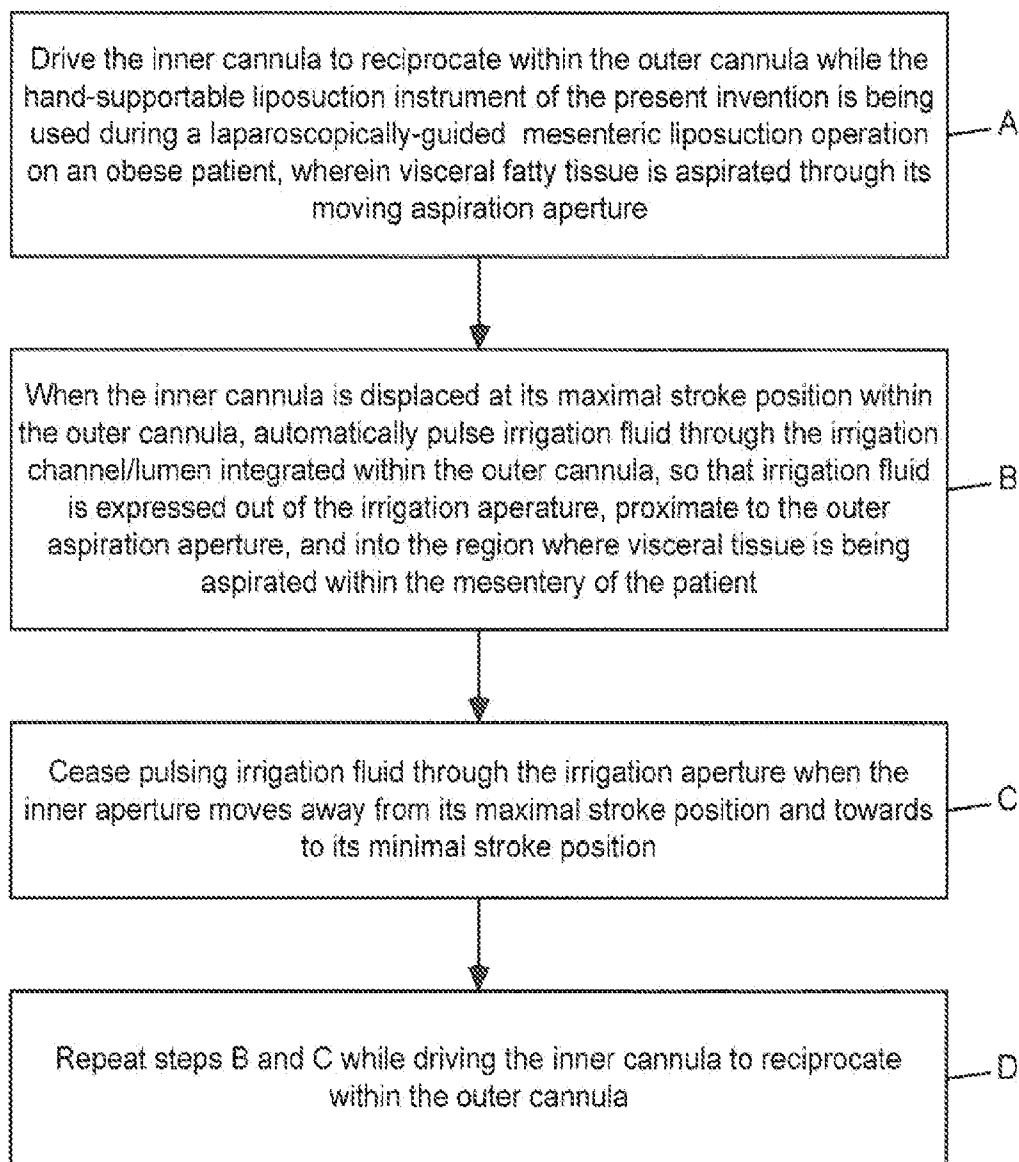 Drive the inner cannula to reciprocate within the outer cannula while the
hand-supportable liposuction instrument of the present invention is being
used during a laparoscopically-guided mesenteric liposuction operation
on an obese patient, wherein visceral fatty tissue is aspirated through its
moving aspiration aperture
A
When the inner cannula is displaced at its maximal stroke position within
the outer cannula, automatically pulse irrigation fluid through the irrigation
channel/lumen integrated within the outer cannula, so that irrigation fluid
is expressed out of the irrigation aperature, proximate to the outer
aspiration aperture, and into the region where visceral tissue is being
aspirated within the mesentery of the patient
B
Cease pulsing irrigation fluid through the irrigation aperture when the
inner aperture moves away from its maximal stroke position and towards
to its minimal stroke position
C
Repeat steps B and C while driving the inner cannula to reciprocate
within the outer cannula
D